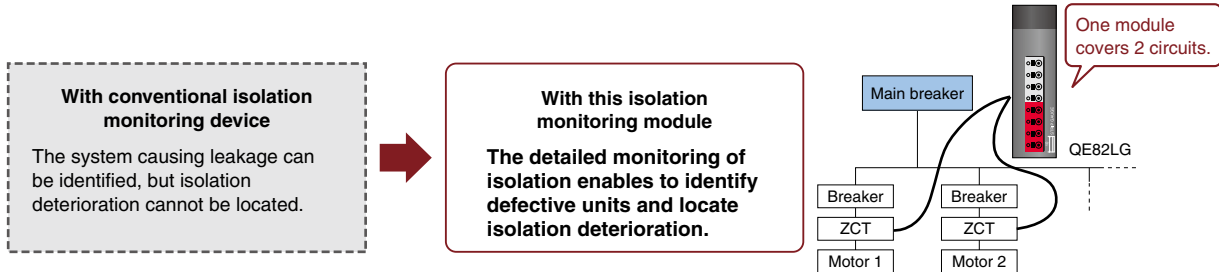 With conventional isolation
monitoring device
The system causing leakage can
be identified, but isolation
deterioration cannot be located.
With this isolation
monitoring module
The detailed monitoring of
isolation enables to identify
defective units and locate
isolation deterioration.
One module
covers 2 circuits.
Main breaker
QE82LG
Breaker
Breaker
ZCT
ZCT
Motor 1
Motor 2